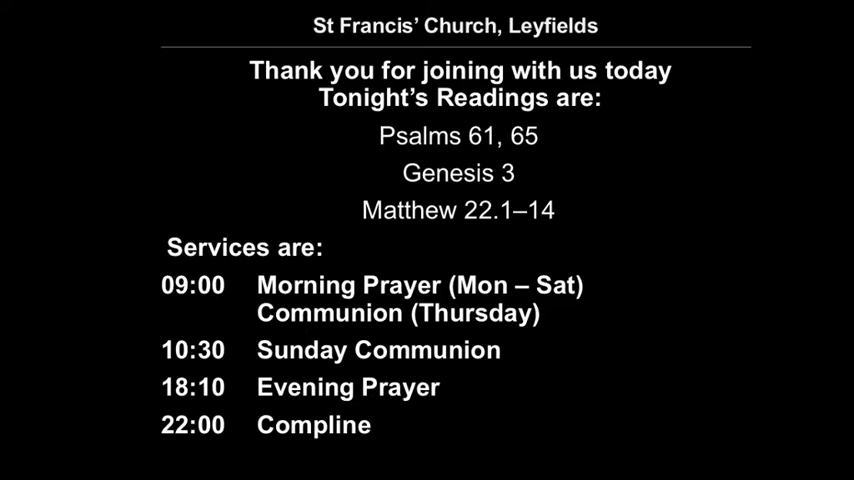 St Francis’ Church, Leyfields
Thank you for joining with us today
Tonight’s Readings are:
Psalms 61, 65
Genesis 3
Matthew 22.1–14
Services are:
09:00 Morning Prayer (Mon – Sat)
Communion (Thursday)
10:30 Sunday Communion
18:10 Evening Prayer
22:00 Compline